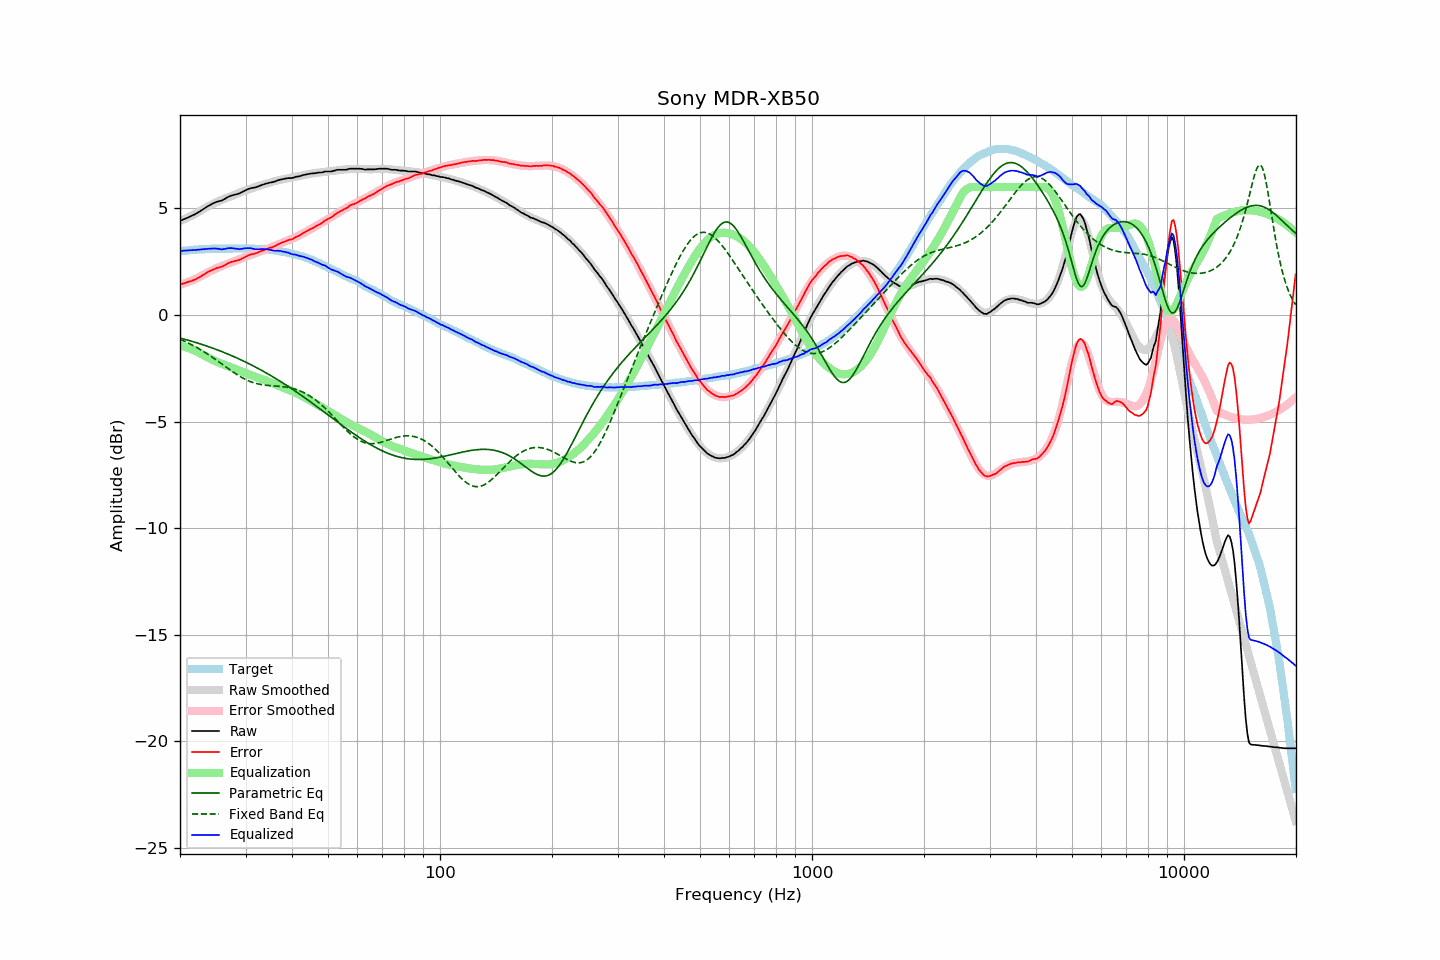 Sony MDR-XB50
Amplitude (dBr)
5
0
−5
−10
−15
−20
−25
100
1000
10000
Frequency (Hz)
Target
Raw Smoothed
Error Smoothed
Raw
Error
Equalization
Parametric Eq
Fixed Band Eq
Equalized